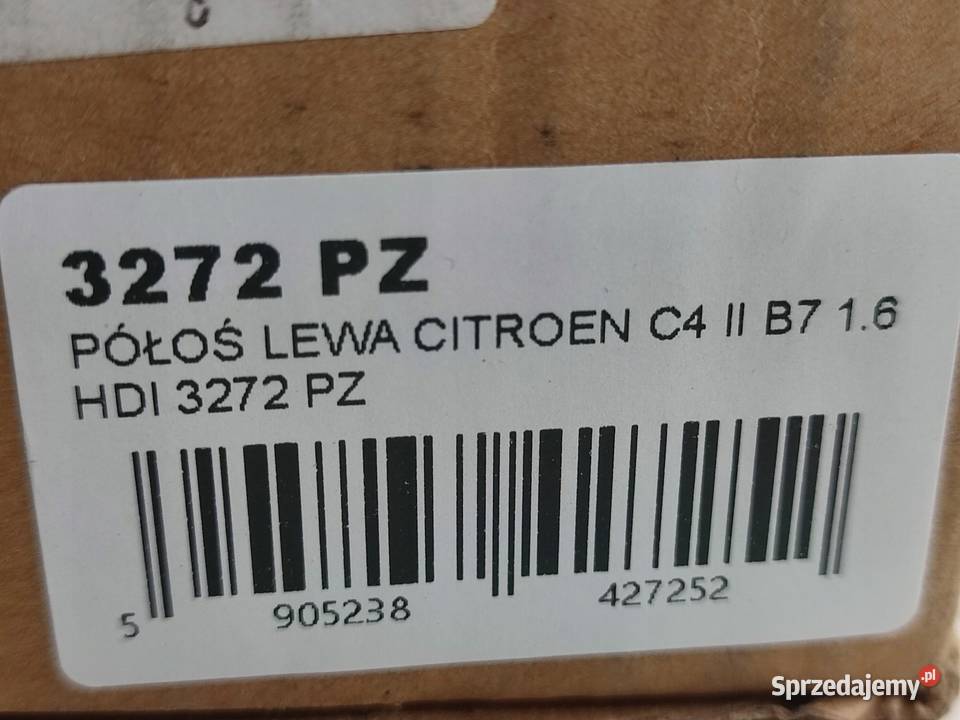 3272 PZ
PÓŁOŚ LEWA CITROEN C4 II B7 1.6
HDI 3272 PZ
5 905238 427252
Sprzedajemy.pl